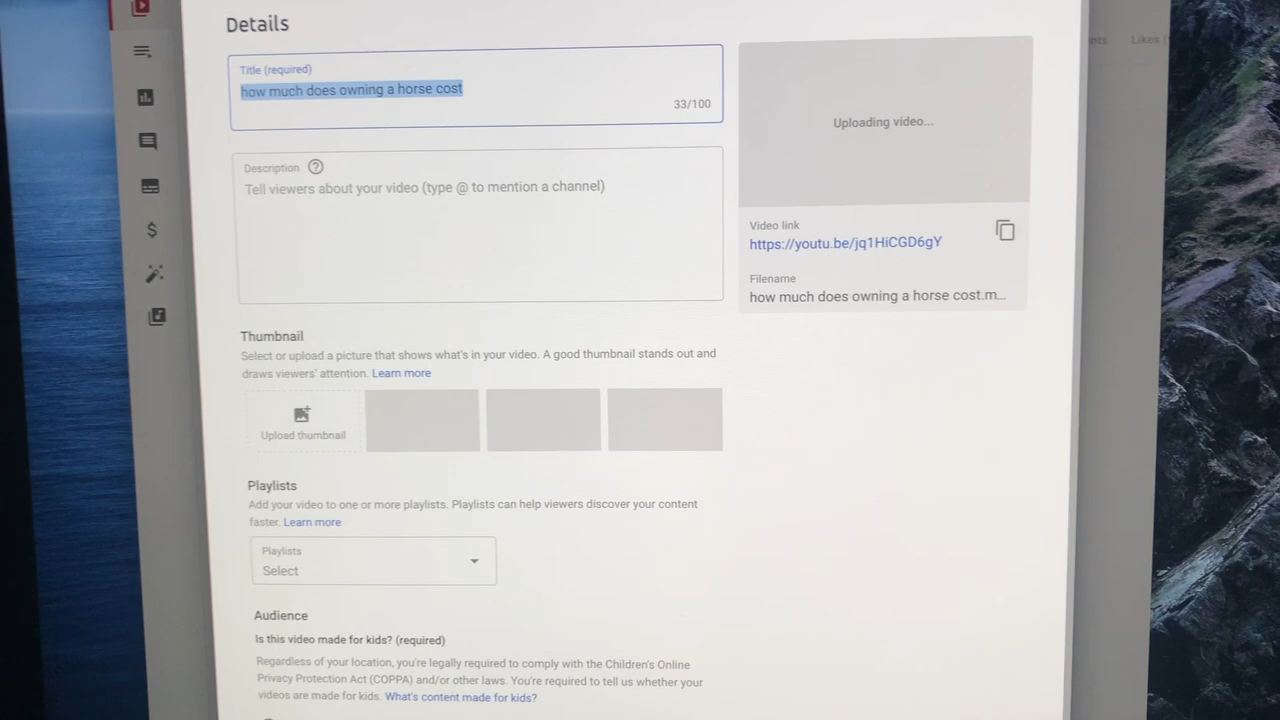 Details
Title (required)
how much does owning a horse cost
33/100
Description
Tell viewers about your video (type @ to mention a channel)
Uploading video...
Video link
https://youtu.be/jq1HiCGD6gY
Filename
how much does owning a horse cost.m...
Thumbnail
Select or upload a picture that shows what's in your video. A good thumbnail stands out and
draws viewers' attention. Learn more
Upload thumbnail
Playlists
Add your video to one or more playlists. Playlists can help viewers discover your content
faster. Learn more
Playlists
Select
Audience
Is this video made for kids? (required)
Regardless of your location, you're legally required to comply with the Children's Online
Privacy Protection Act (COPPA) and/or other laws. You're required to tell us whether your
videos are made for kids. What's content made for kids?
Likes